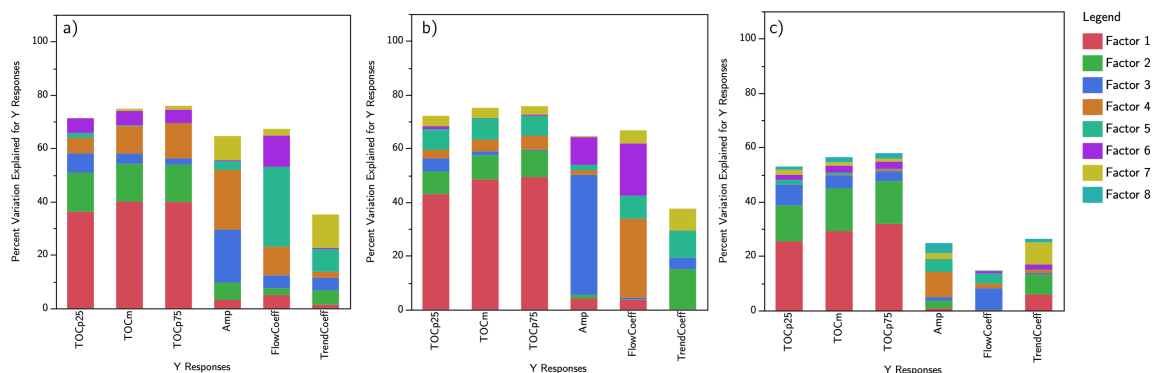 a)
Percent Variation Explained for Y Responses
100
80
60
40
20
0
TOCp25
TOCm
TOCp75
Amp
FlowCoeff
TrendCoeff
Y Responses
b)
Percent Variation Explained for Y Responses
100
80
60
40
20
0
TOCp25
TOCm
TOCp75
Amp
FlowCoeff
TrendCoeff
Y Responses
c)
Percent Variation Explained for Y Responses
100
80
60
40
20
0
TOCp25
TOCm
TOCp75
Amp
FlowCoeff
TrendCoeff
Y Responses
Legend
Factor 1
Factor 2
Factor 3
Factor 4
Factor 5
Factor 6
Factor 7
Factor 8